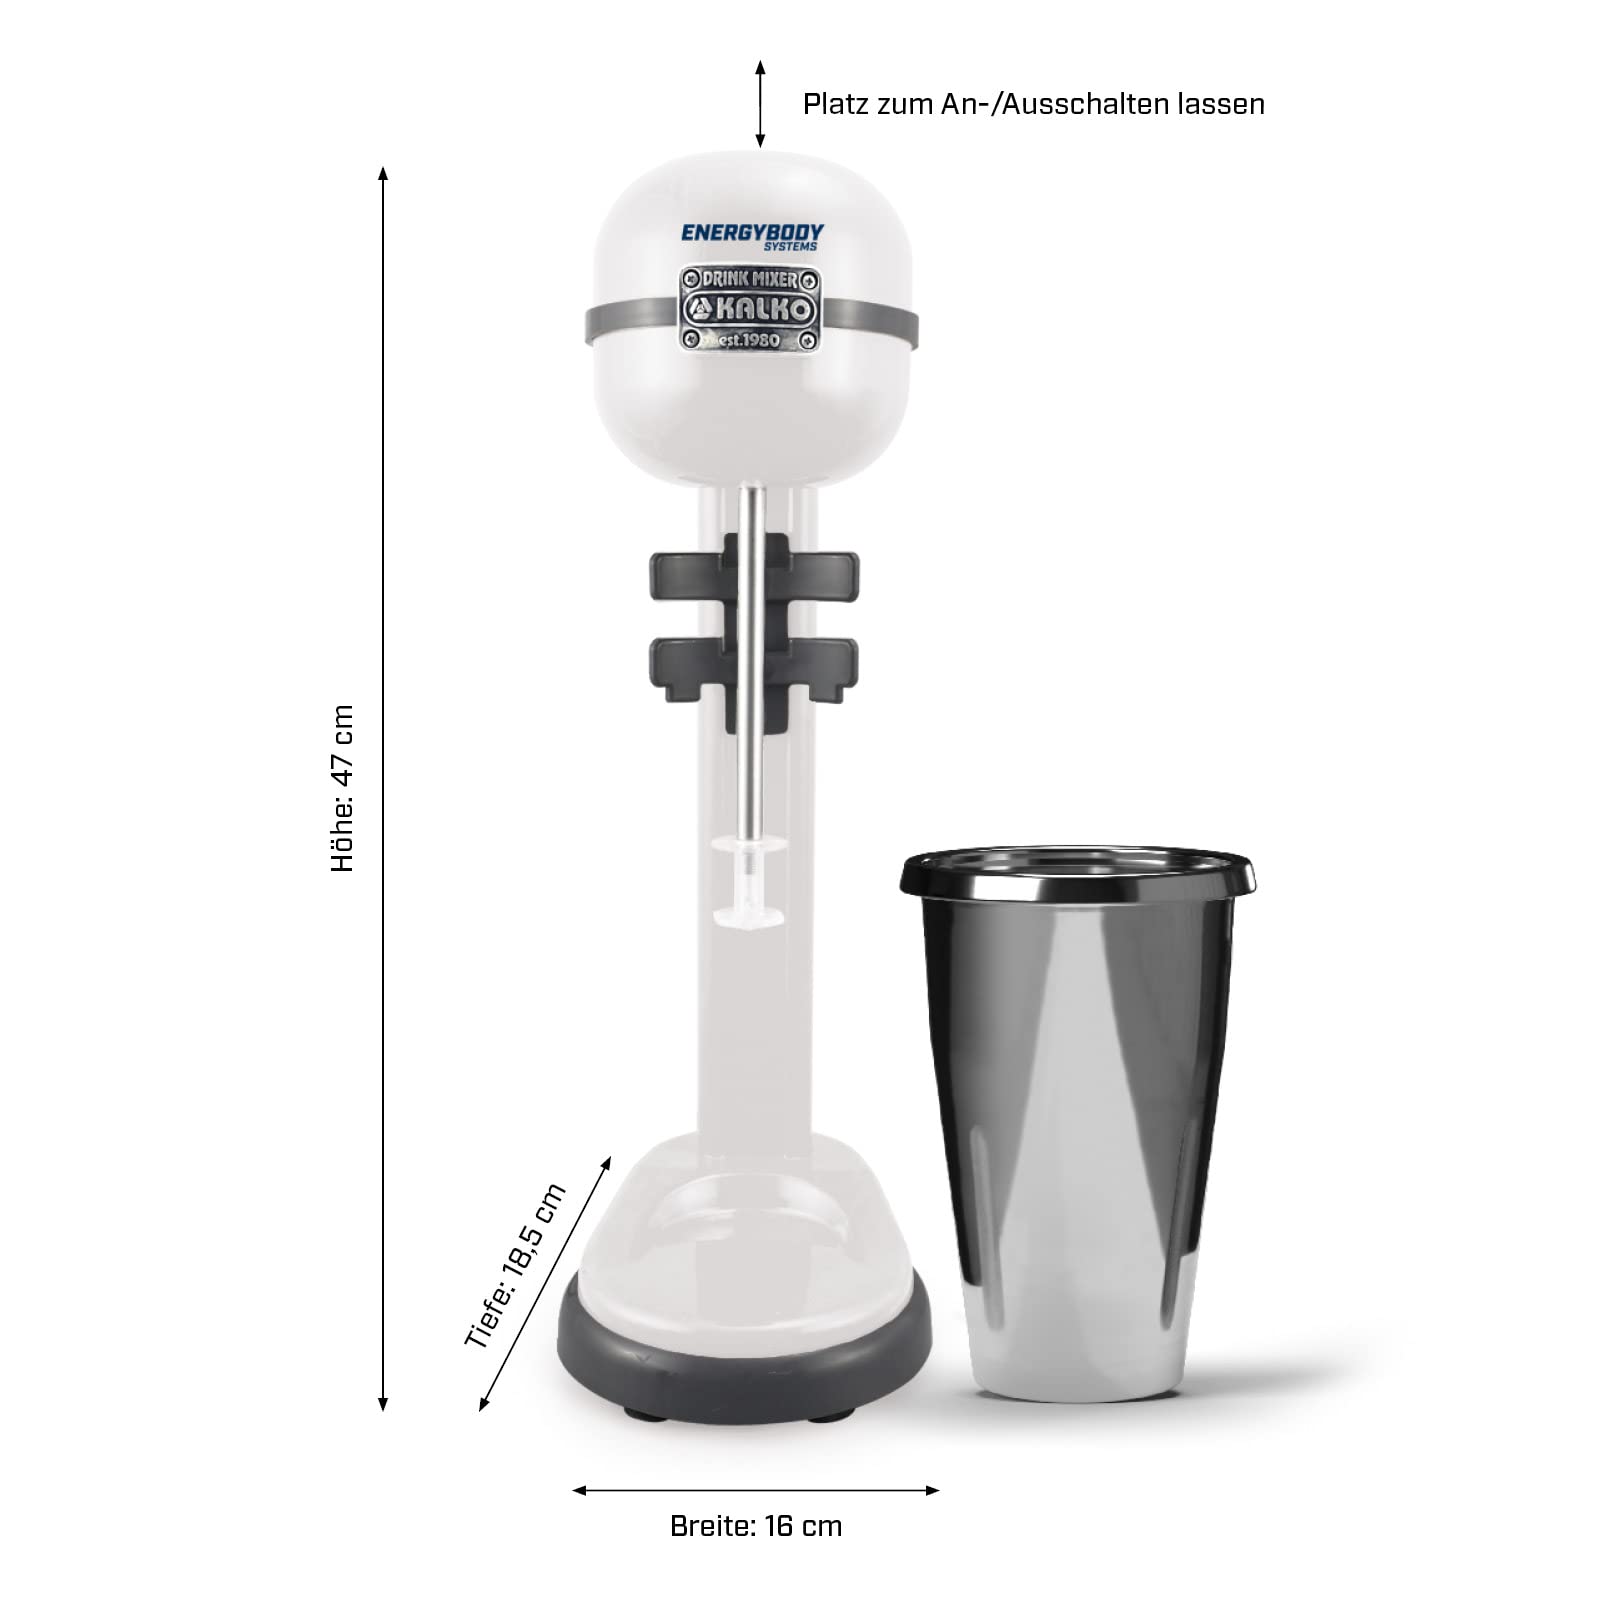 Platz zum An-/Ausschalten lassen
ENERGYBODY
SYSTEMS
DRINK MIXER
KALKO
est.1980
Höhe: 47 cm
Tiefe: 18,5 cm
Breite: 16 cm